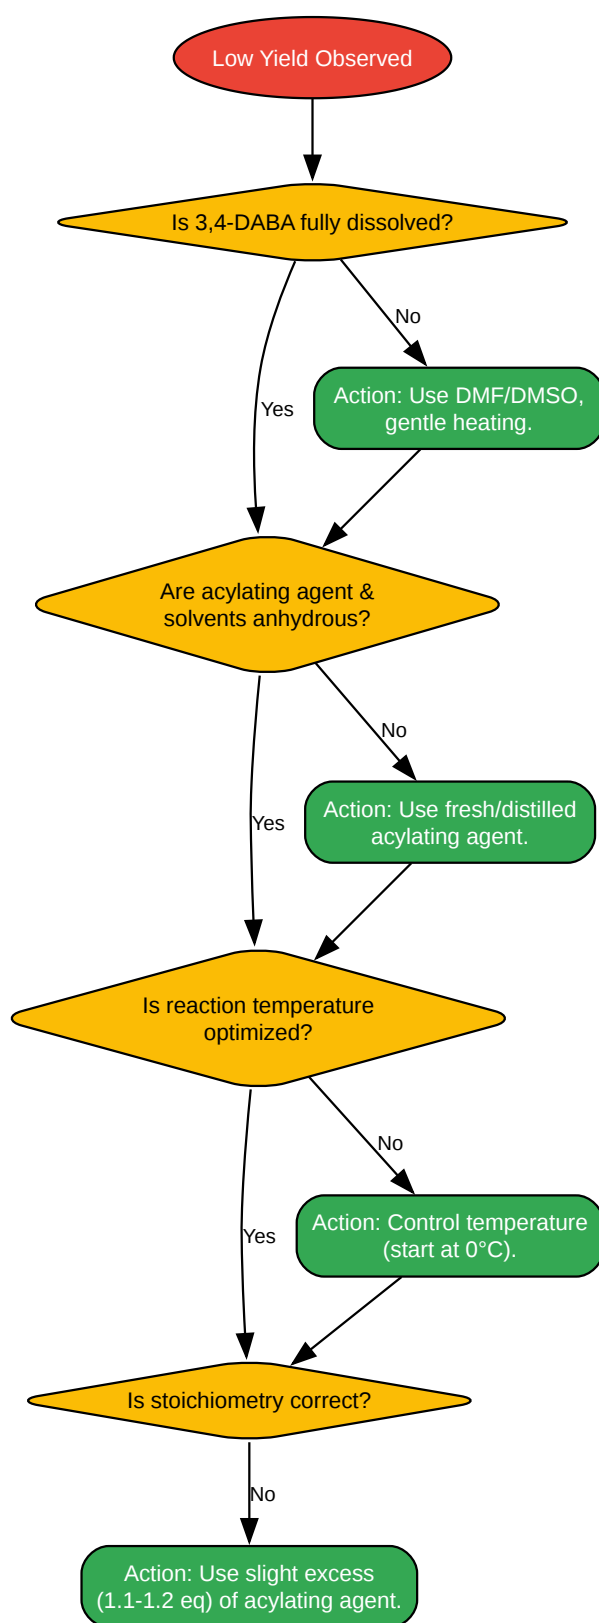 Low Yield Observed
Is 3,4-DABA fully dissolved?
No
Action: Use DMF/DMSO,
gentle heating.
Yes
Are acylating agent &
solvents anhydrous?
No
Action: Use fresh/distilled
acylating agent.
Yes
Is reaction temperature
optimized?
No
Action: Control temperature
(start at 0°C).
Yes
Is stoichiometry correct?
No
Action: Use slight excess
(1.1-1.2 eq) of acylating agent.